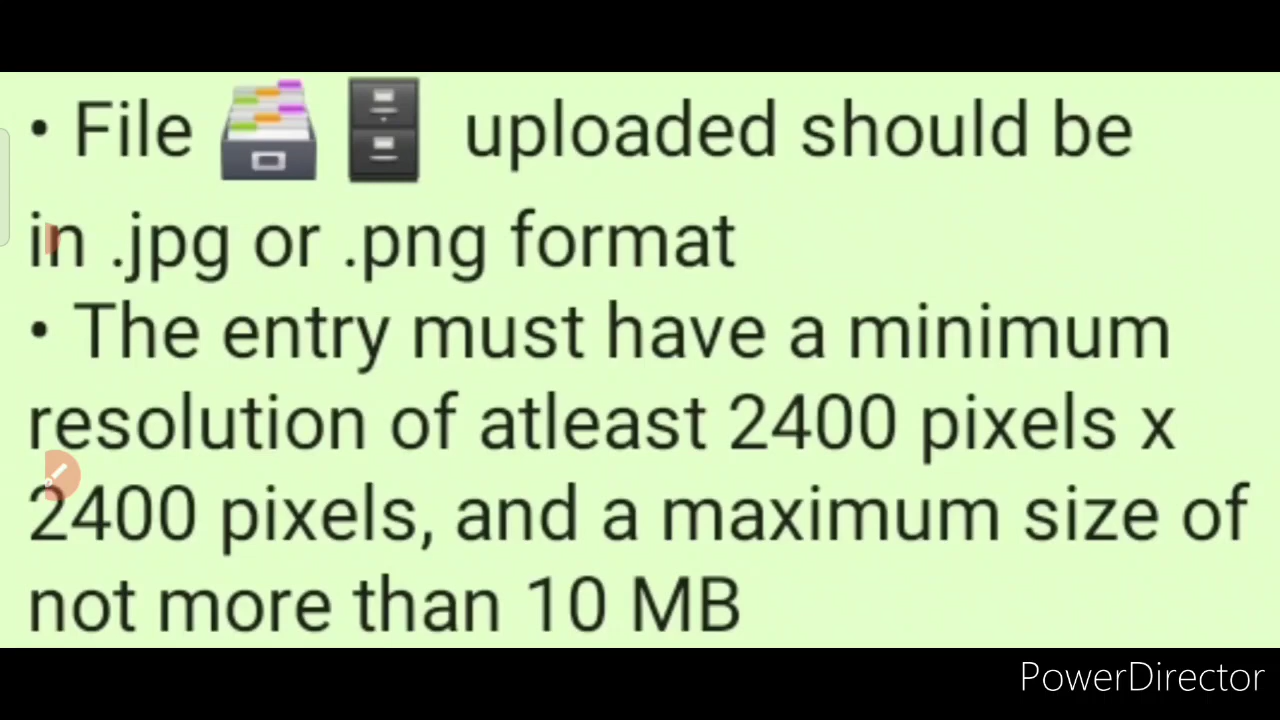 • File 🗃️ 🗄️ uploaded should be
in .jpg or .png format
• The entry must have a minimum
resolution of atleast 2400 pixels x
2400 pixels, and a maximum size of
not more than 10 MB
PowerDirector